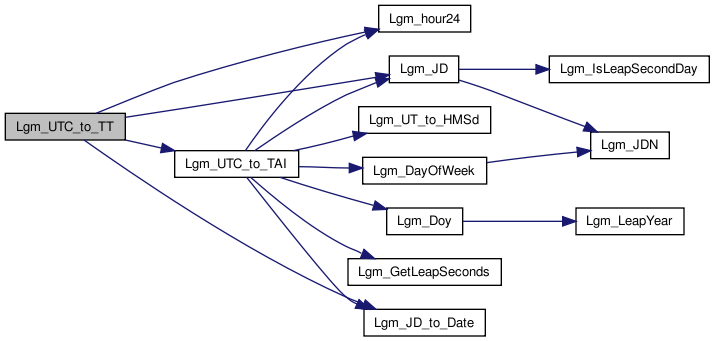 Lgm_hour24
Lgm_JD
Lgm_IsLeapSecondDay
Lgm_UTC_to_TT
Lgm_UT_to_HMSd
Lgm_UTC_to_TAI
Lgm_JDN
Lgm_DayOfWeek
Lgm_Doy
Lgm_LeapYear
Lgm_GetLeapSeconds
Lgm_JD_to_Date